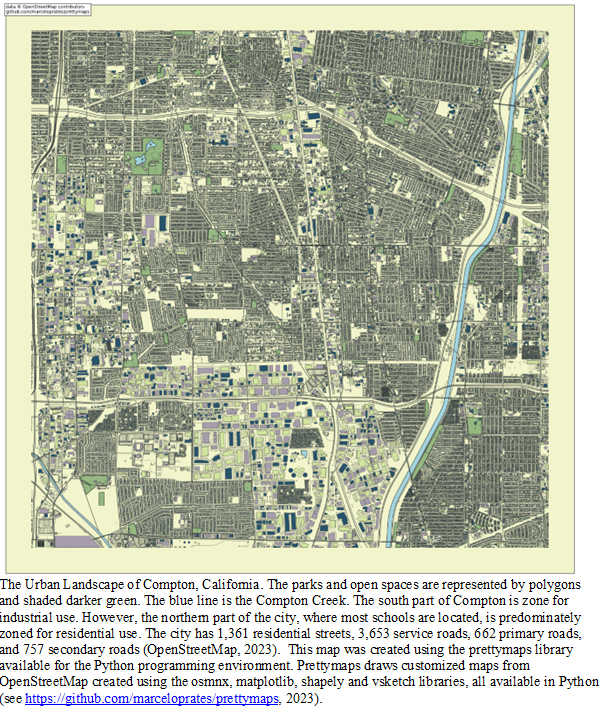 data © OpenStreetMap contributors
github.com/marceloprates/prettymaps
The Urban Landscape of Compton, California. The parks and open spaces are represented by polygons
and shaded darker green. The blue line is the Compton Creek. The south part of Compton is zone for
industrial use. However, the northern part of the city, where most schools are located, is predominately
zoned for residential use. The city has 1,361 residential streets, 3,653 service roads, 662 primary roads,
and 757 secondary roads (OpenStreetMap, 2023).  This map was created using the prettymaps library
available for the Python programming environment. Prettymaps draws customized maps from
OpenStreetMap created using the osmnx, matplotlib, shapely and vsketch libraries, all available in Python
(see https://github.com/marceloprates/prettymaps, 2023).